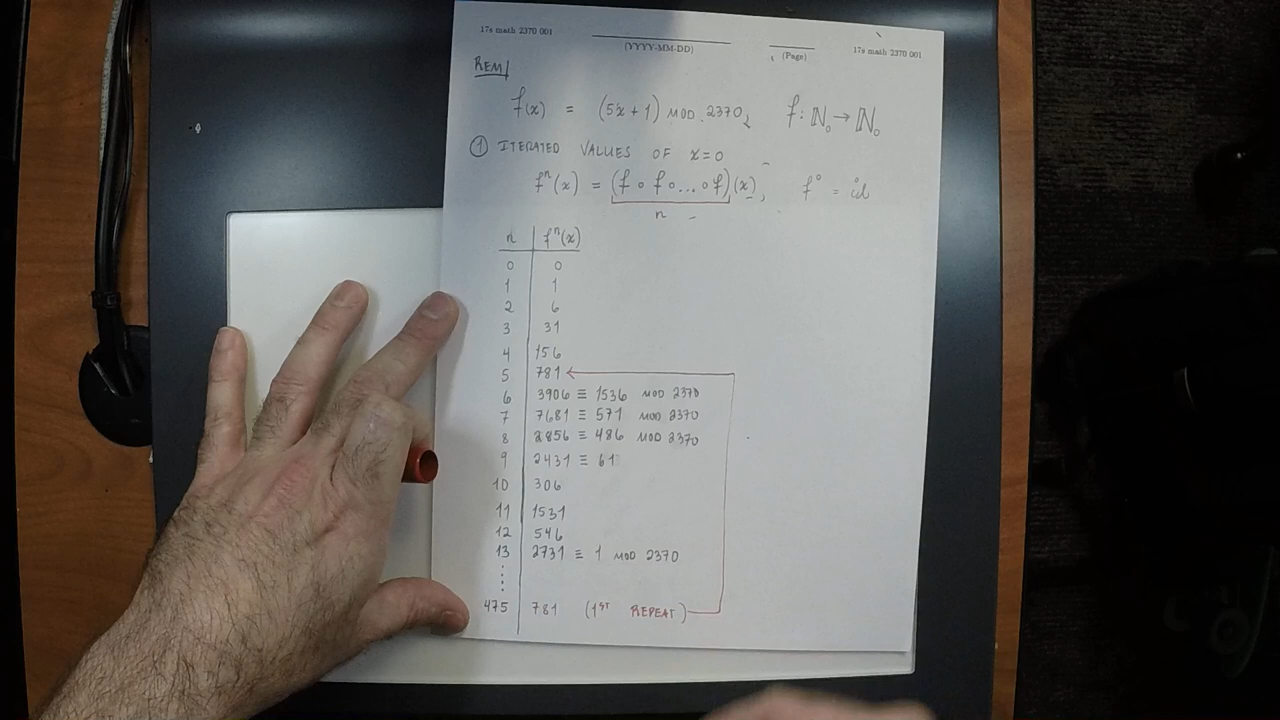 17s math 2370 001 (YYYY-MM-DD) (Page) 17s math 2370 001
REM/
f(x) = (5x + 1) MOD 2370, f: ℕ₀ → ℕ₀
① ITERATED VALUES OF x=0
fⁿ(x) = (f ∘ f ∘ ... ∘ f)(x), f⁰ = id
n
n fⁿ(x)
0 0
1 1
2 6
3 31
4 156
5 781
6 3906 ≡ 1536 MOD 2370
7 7681 ≡ 571 MOD 2370
8 2856 ≡ 486 MOD 2370
9 2431 ≡ 61
10 306
11 1531
12 546
13 2731 ≡ 1 MOD 2370
⋮
475 781 (1ST REPEAT)